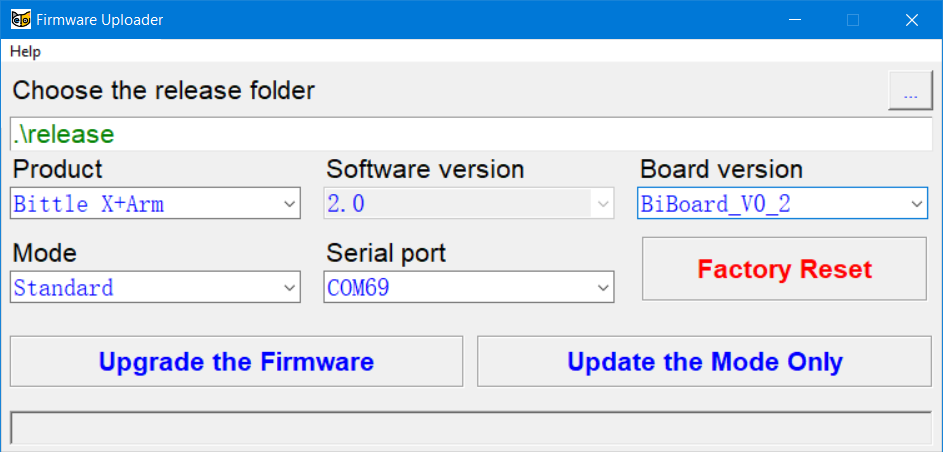 Firmware Uploader
Help
Choose the release folder
...
.\release
Product Software version Board version
Bittle X+Arm 2.0 BiBoard_V0_2
Mode Serial port
Standard COM69 Factory Reset
Upgrade the Firmware Update the Mode Only